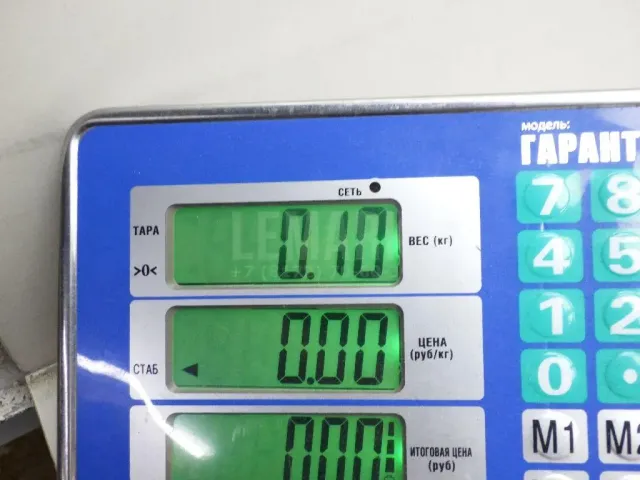 модель:
ГАРАНТ
СЕТЬ
ТАРА
0.10
ВЕС (кг)
>0<
7
8
4
5
ЦЕНА
(руб/кг)
0.00
СТАБ
1
2
0
.
000
ИТОГОВАЯ ЦЕНА
(руб)
M1